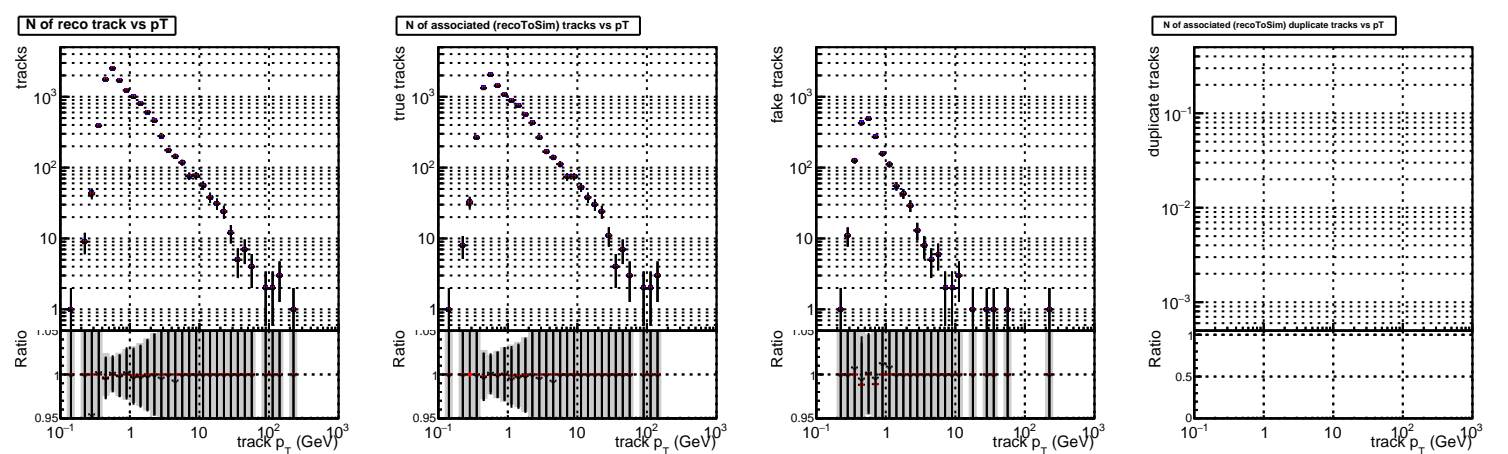 N of reco track vs pT
tracks
10³
10²
10
1
Ratio
1.05
1
0.95
10⁻¹ 1 10 10² 10³
track p_T (GeV)
N of associated (recoToSim) tracks vs pT
true tracks
10³
10²
10
1
Ratio
1.05
1
0.95
10⁻¹ 1 10 10² 10³
track p_T (GeV)
fake tracks
10³
10²
10
1
Ratio
1.05
1
0.95
10⁻¹ 1 10 10² 10³
track p_T (GeV)
N of associated (recoToSim) duplicate tracks vs pT
duplicate tracks
10⁻¹
10⁻²
10⁻³
Ratio
1
0.5
0
10⁻¹ 1 10 10² 10³
track p_T (GeV)